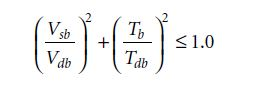 (V_sb / V_db)^2 + (T_b / T_db)^2 ≤ 1.0